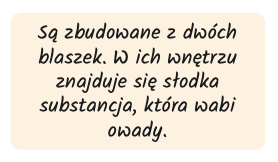 Są zbudowane z dwóch
blaszek. W ich wnętrzu
znajduje się słodka
substancja, która wabi
owady.